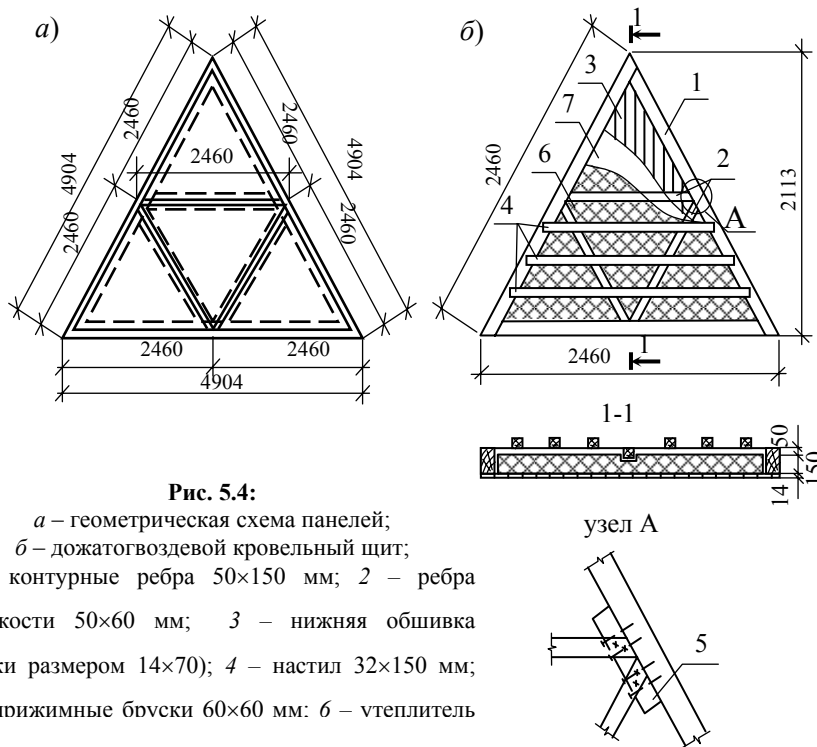 а)
4904
2460
2460
2460
2460
2460
4904
2460
2460
4904
б)
1
3
1
7
2
6
А
4
2460
2113
1
2460
1-1
50
150
14
Рис. 5.4:
а – геометрическая схема панелей;
б – дожатогвоздевой кровельный щит;
контурные ребра 50×150 мм; 2 – ребра
кости 50×60 мм; 3 – нижняя обшивка
ки размером 14×70); 4 – настил 32×150 мм;
прижимные бруски 60×60 мм; 6 – утеплитель
узел А
5